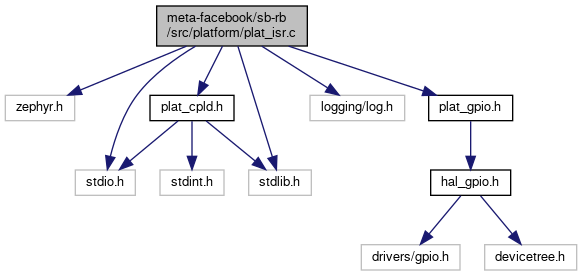 meta-facebook/sb-rb
/src/platform/plat_isr.c
zephyr.h
plat_cpld.h
logging/log.h
plat_gpio.h
stdio.h
stdint.h
stdlib.h
hal_gpio.h
drivers/gpio.h
devicetree.h